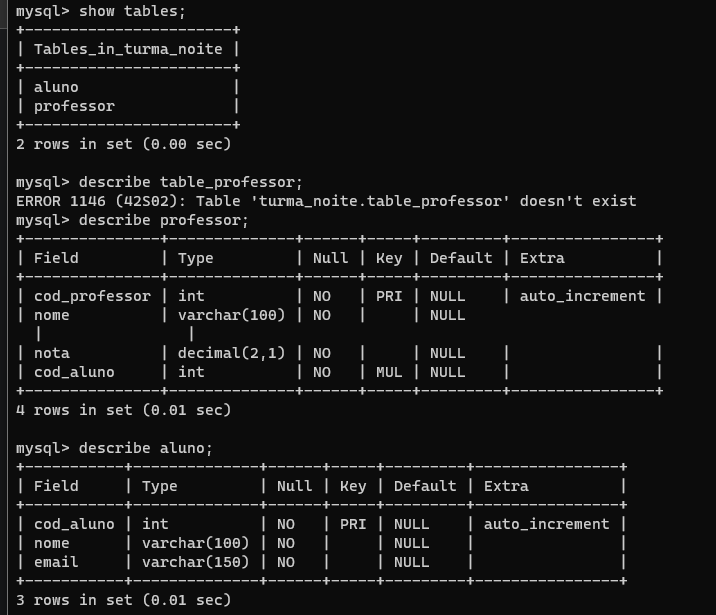 mysql> show tables;
+-----------------------+
| Tables_in_turma_noite |
+-----------------------+
| aluno                 |
| professor             |
+-----------------------+
2 rows in set (0.00 sec)

mysql> describe table_professor;
ERROR 1146 (42S02): Table 'turma_noite.table_professor' doesn't exist
mysql> describe professor;
+---------------+--------------+------+-----+---------+----------------+
| Field         | Type         | Null | Key | Default | Extra          |
+---------------+--------------+------+-----+---------+----------------+
| cod_professor | int          | NO   | PRI | NULL    | auto_increment |
| nome          | varchar(100) | NO   |     | NULL
  |                |
| nota          | decimal(2,1) | NO   |     | NULL    |                |
| cod_aluno     | int          | NO   | MUL | NULL    |                |
+---------------+--------------+------+-----+---------+----------------+
4 rows in set (0.01 sec)

mysql> describe aluno;
+-----------+--------------+------+-----+---------+----------------+
| Field     | Type         | Null | Key | Default | Extra          |
+-----------+--------------+------+-----+---------+----------------+
| cod_aluno | int          | NO   | PRI | NULL    | auto_increment |
| nome      | varchar(100) | NO   |     | NULL    |                |
| email     | varchar(150) | NO   |     | NULL    |                |
+-----------+--------------+------+-----+---------+----------------+
3 rows in set (0.01 sec)